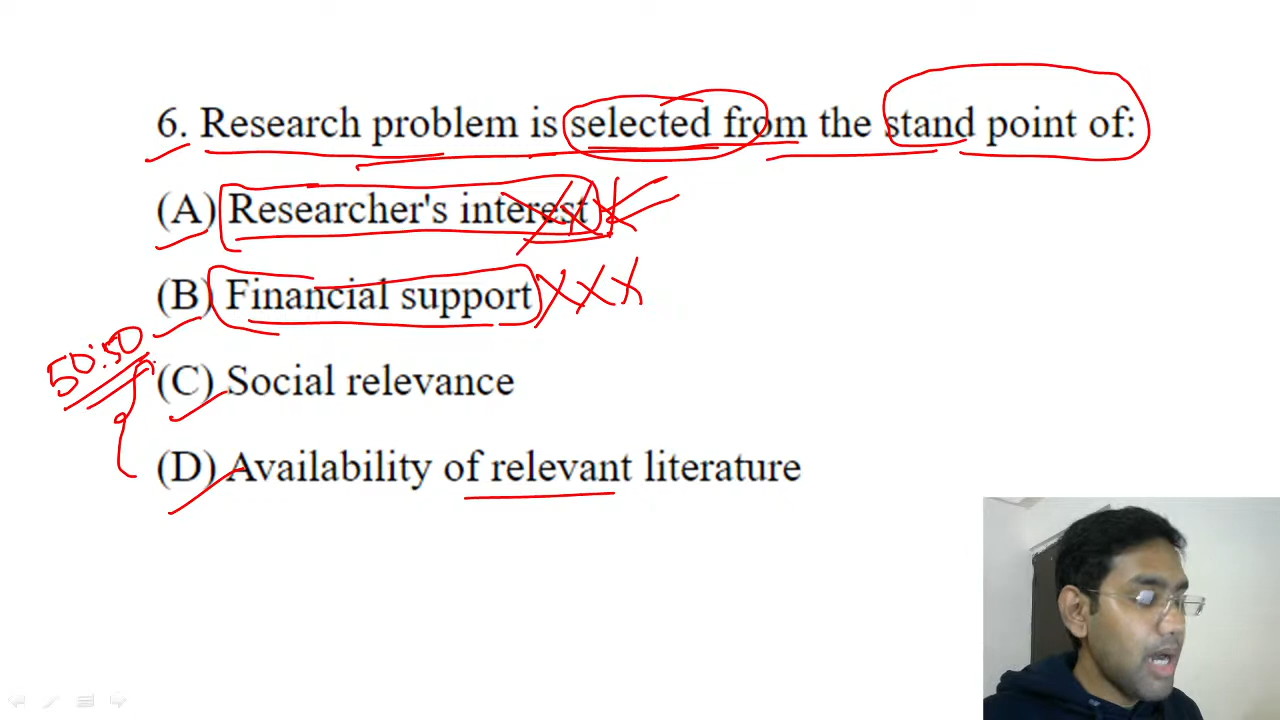 6. Research problem is selected from the stand point of:
(A) Researcher's interest
(B) Financial support
50:50
(C) Social relevance
(D) Availability of relevant literature